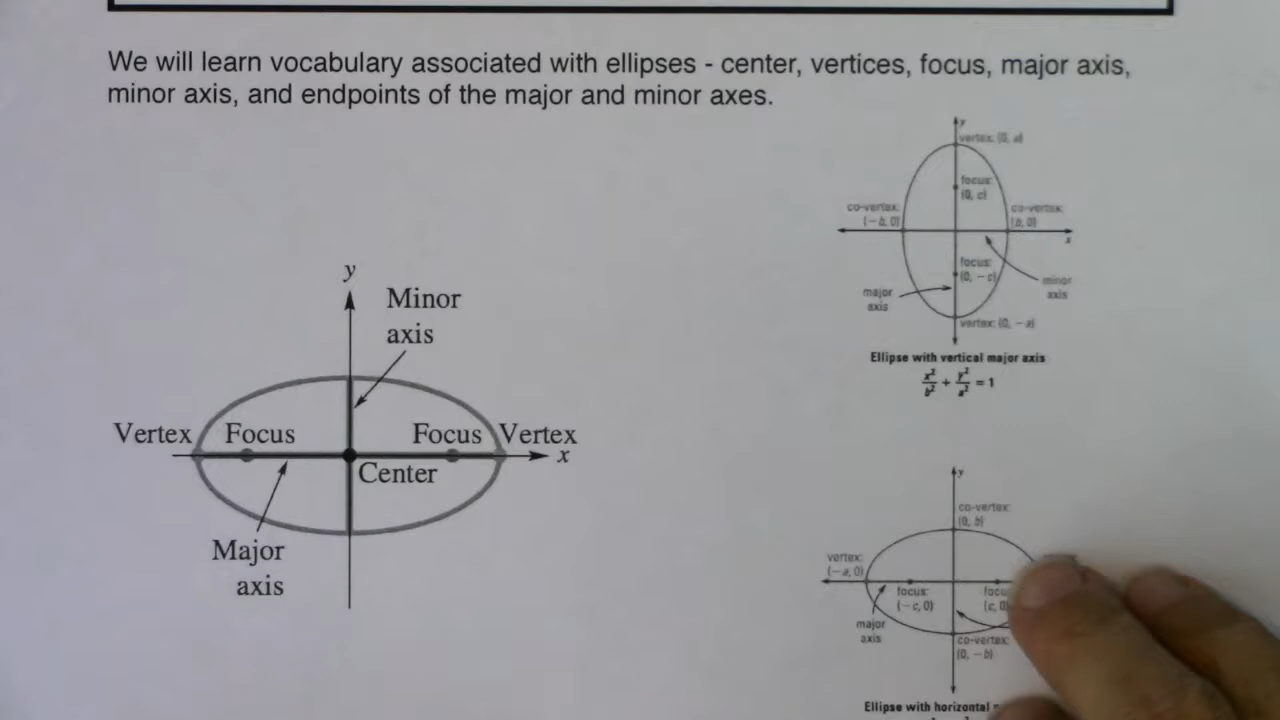 We will learn vocabulary associated with ellipses - center, vertices, focus, major axis,
minor axis, and endpoints of the major and minor axes.
y
Minor
axis
Vertex Focus Focus Vertex
x
Center
Major
axis
y
vertex: (0, a)
focus:
(0, c)
co-vertex: co-vertex:
(−b, 0) (b, 0)
x
focus:
(0, −c)
major
axis
minor
axis
vertex: (0, −a)
Ellipse with vertical major axis
x²/b² + y²/a² = 1
y
co-vertex:
(0, b)
vertex:
(−a, 0)
focus:
(−c, 0)
(c, 0)
major
axis
co-vertex:
(0, −b)
Ellipse with horizontal